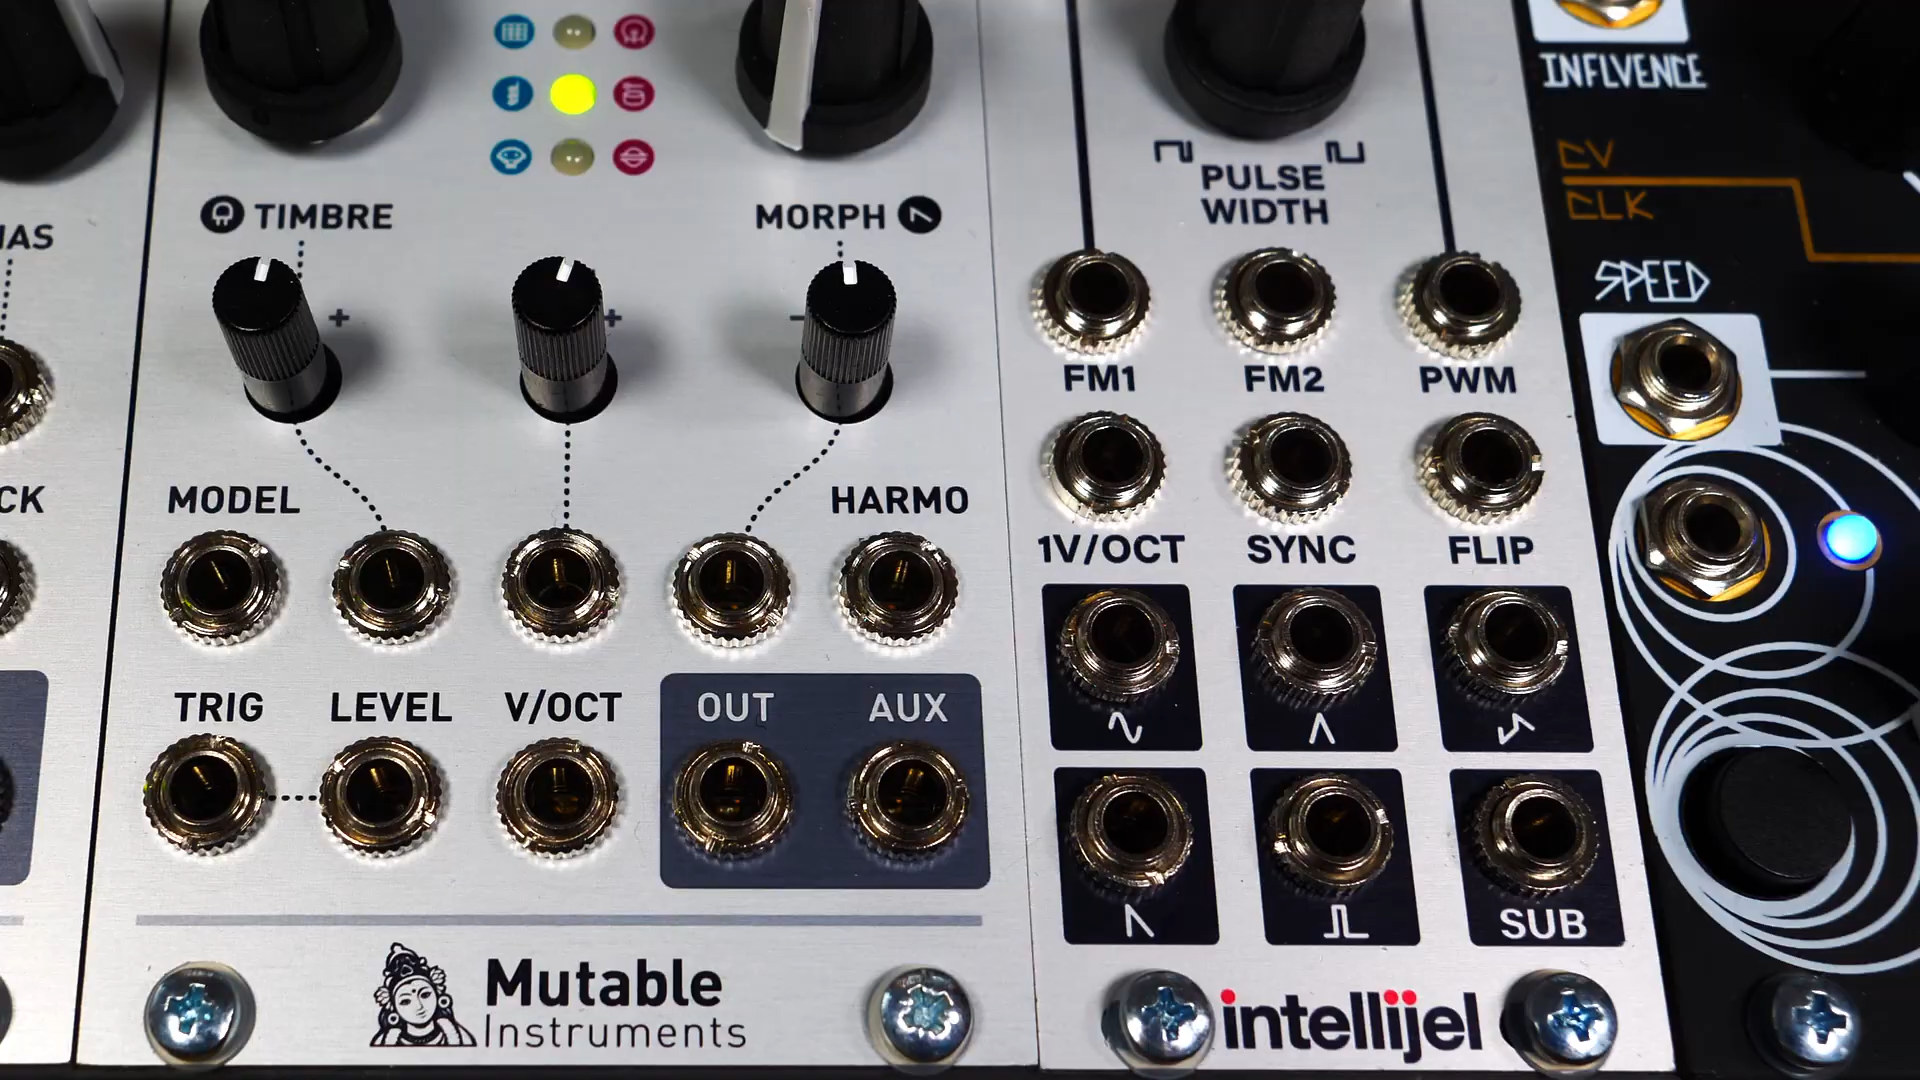 IAS
CK
TIMBRE
MORPH
+
+
-
MODEL
HARMO
TRIG
LEVEL
V/OCT
OUT
AUX
Mutable
Instruments
PULSE
WIDTH
FM1
FM2
PWM
1V/OCT
SYNC
FLIP
SUB
intellijel
INFLVENCE
CV
CLK
SPEED